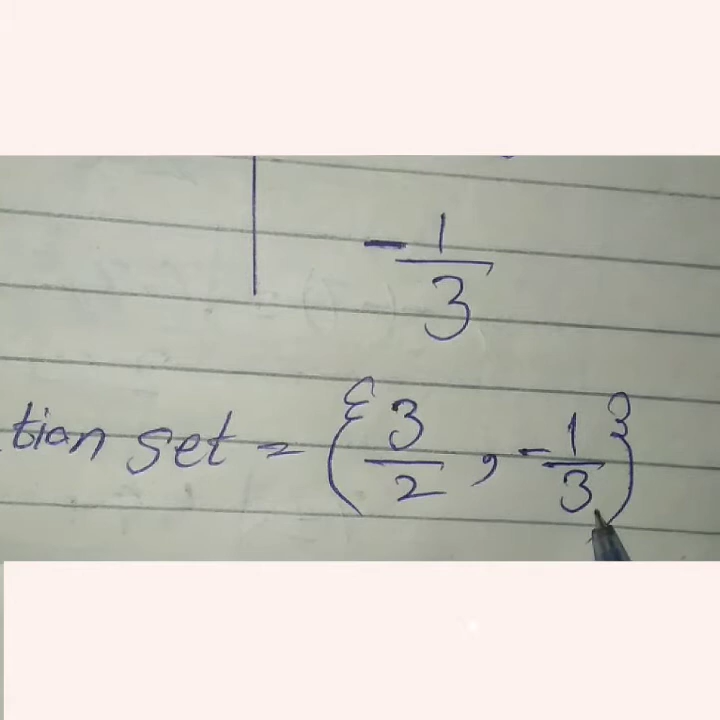 -1/3
tion set = {3/2, -1/3}